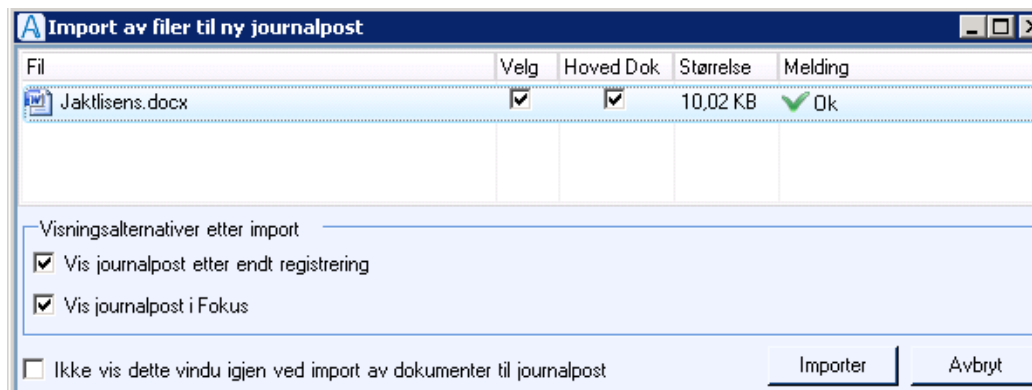 Import av filer til ny journalpost
Fil Velg Hoved Dok Størrelse Melding
Jaktlisens.docx 10,02 KB Ok
Visningsalternativer etter import
Vis journalpost etter endt registrering
Vis journalpost i Fokus
Ikke vis dette vindu igjen ved import av dokumenter til journalpost Importer Avbryt